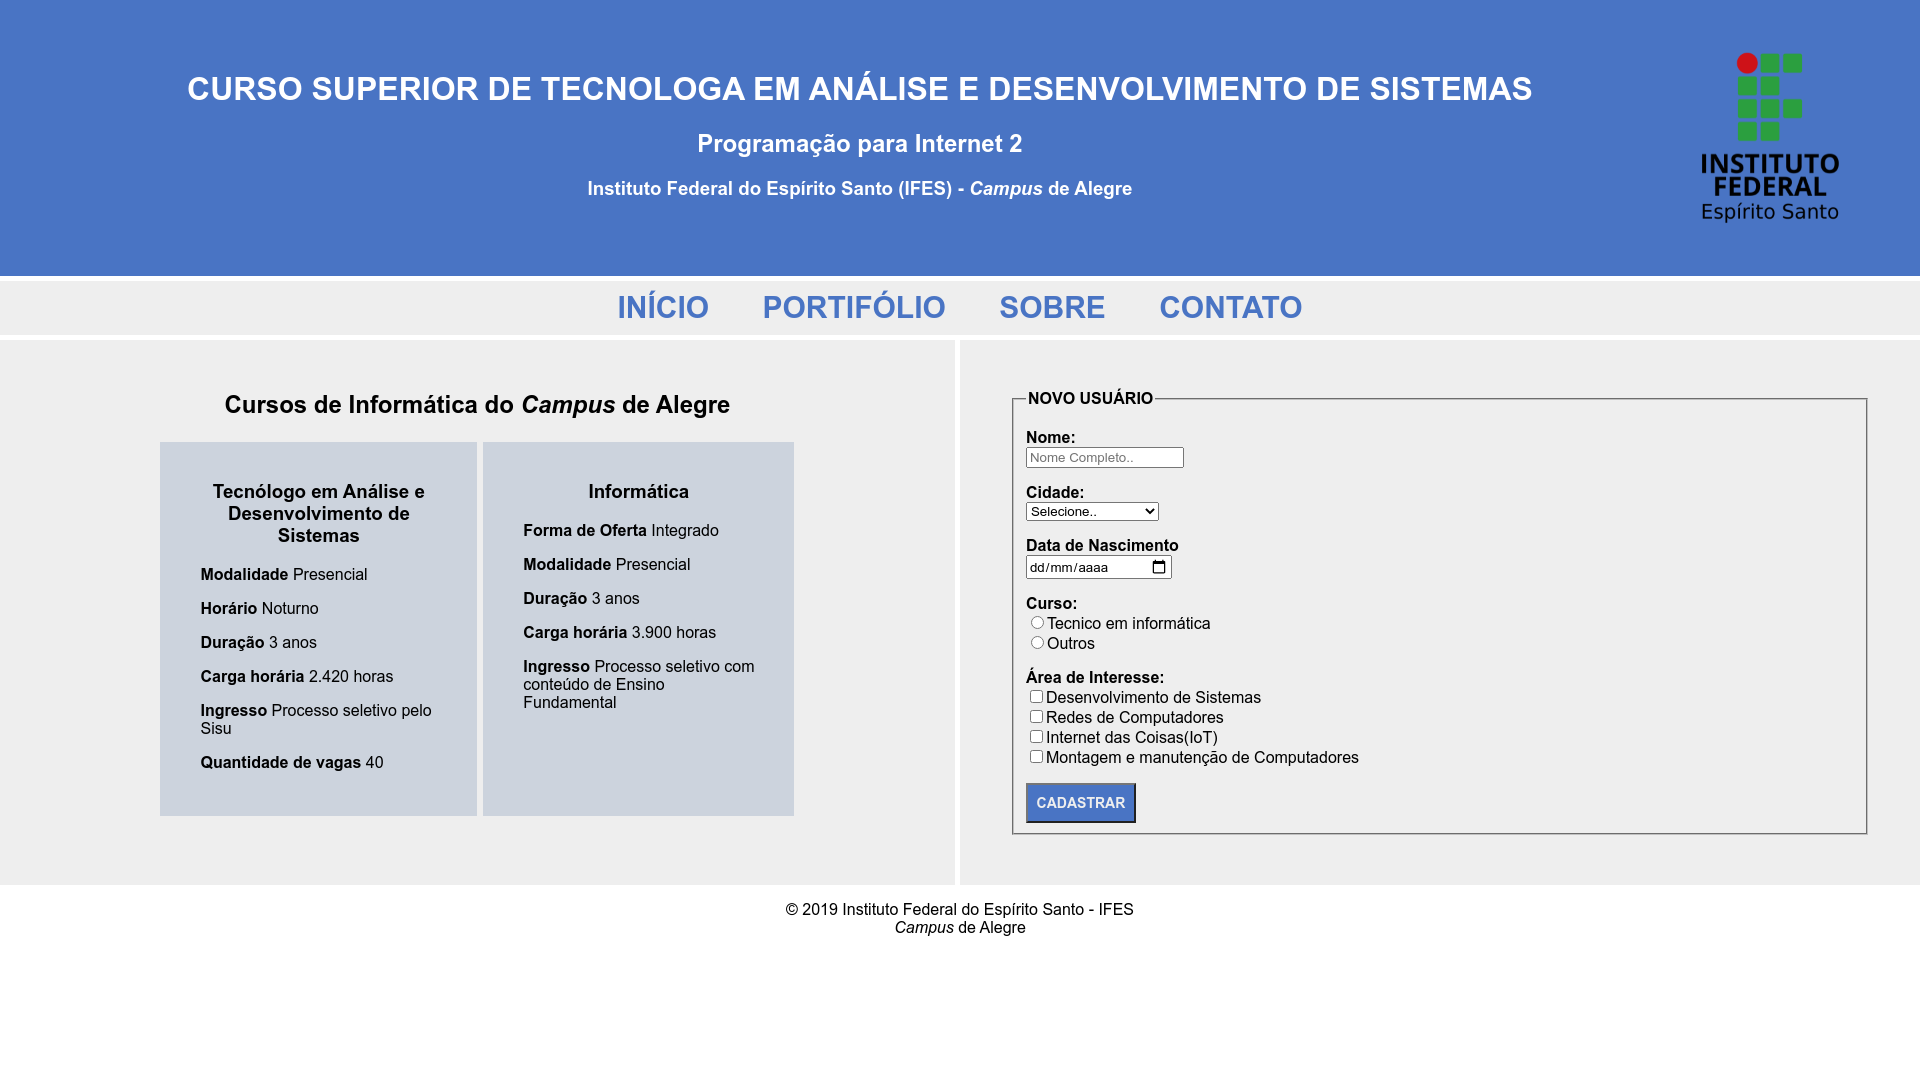 CURSO SUPERIOR DE TECNOLOGA EM ANÁLISE E DESENVOLVIMENTO DE SISTEMAS
Programação para Internet 2
Instituto Federal do Espírito Santo (IFES) - Campus de Alegre
INSTITUTO
FEDERAL
Espírito Santo
INÍCIO PORTIFÓLIO SOBRE CONTATO
Cursos de Informática do Campus de Alegre
Tecnólogo em Análise e
Desenvolvimento de
Sistemas
Modalidade Presencial
Horário Noturno
Duração 3 anos
Carga horária 2.420 horas
Ingresso Processo seletivo pelo
Sisu
Quantidade de vagas 40
Informática
Forma de Oferta Integrado
Modalidade Presencial
Duração 3 anos
Carga horária 3.900 horas
Ingresso Processo seletivo com
conteúdo de Ensino
Fundamental
NOVO USUÁRIO
Nome:
Nome Completo..
Cidade:
Selecione..
Data de Nascimento
dd/mm/aaaa
Curso:
Tecnico em informática
Outros
Área de Interesse:
Desenvolvimento de Sistemas
Redes de Computadores
Internet das Coisas(IoT)
Montagem e manutenção de Computadores
CADASTRAR
© 2019 Instituto Federal do Espírito Santo - IFES
Campus de Alegre